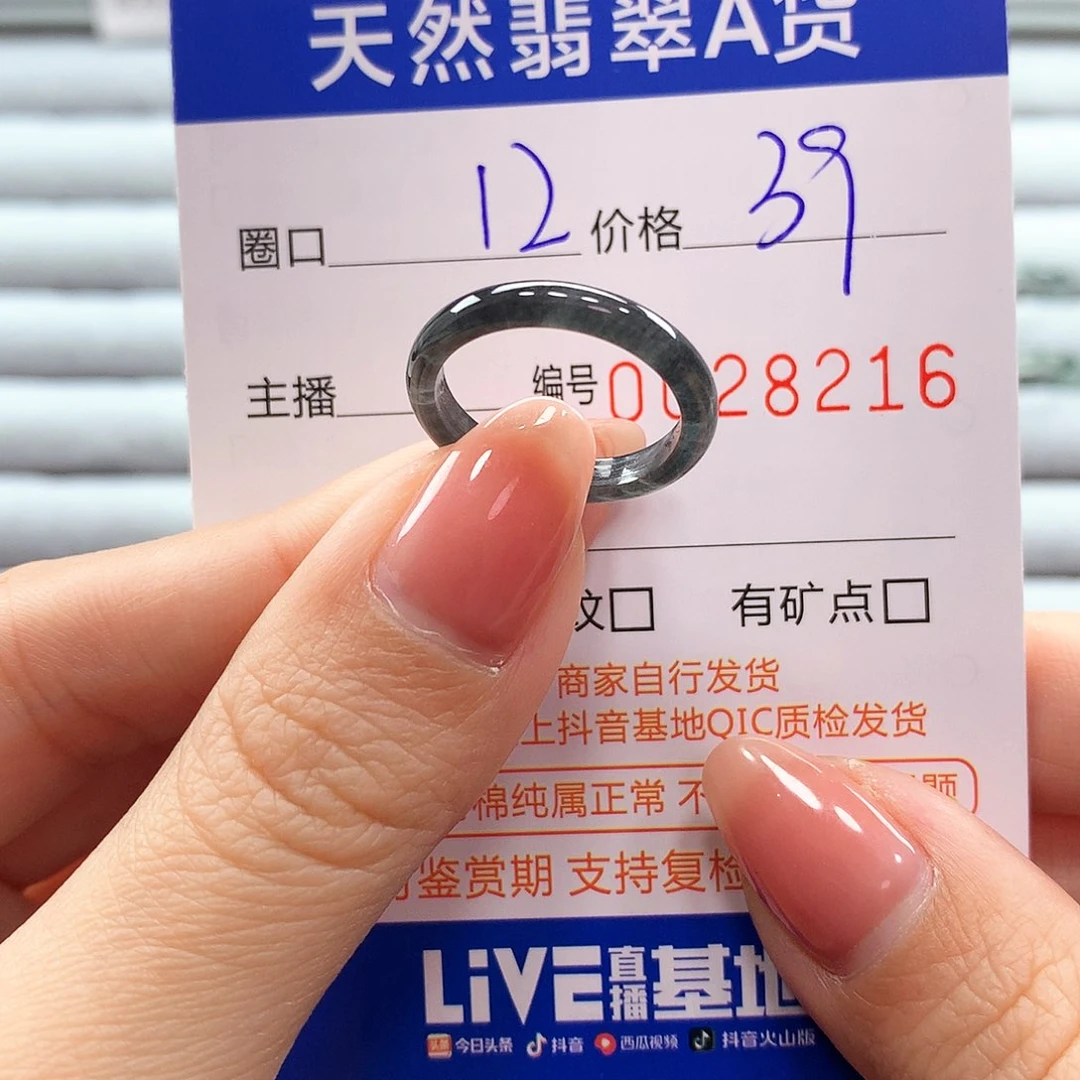 天然翡翠A货
圈口 12 价格 39
主播 编号 0028216
纹□ 有矿点□
商家自行发货
上抖音基地QIC质检发货
棉纯属正常 不 题
鉴赏期 支持复检
LiVE直播基地
今日头条 抖音 西瓜视频 抖音火山版